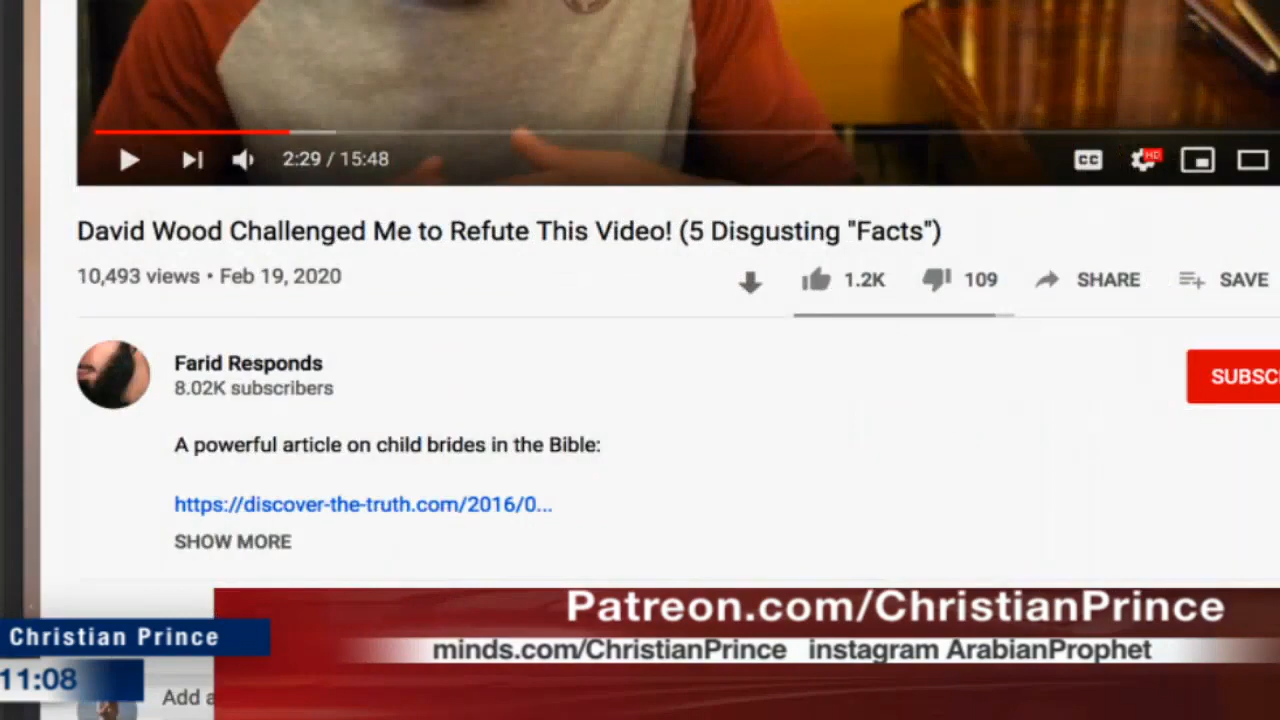 2:29 / 15:48
CC
HD
David Wood Challenged Me to Refute This Video! (5 Disgusting "Facts")
10,493 views • Feb 19, 2020
1.2K 109 SHARE SAVE
Farid Responds
8.02K subscribers
SUBSC
A powerful article on child brides in the Bible:
https://discover-the-truth.com/2016/0...
SHOW MORE
Patreon.com/ChristianPrince
Christian Prince
minds.com/ChristianPrince instagram ArabianProphet
11:08
Add a